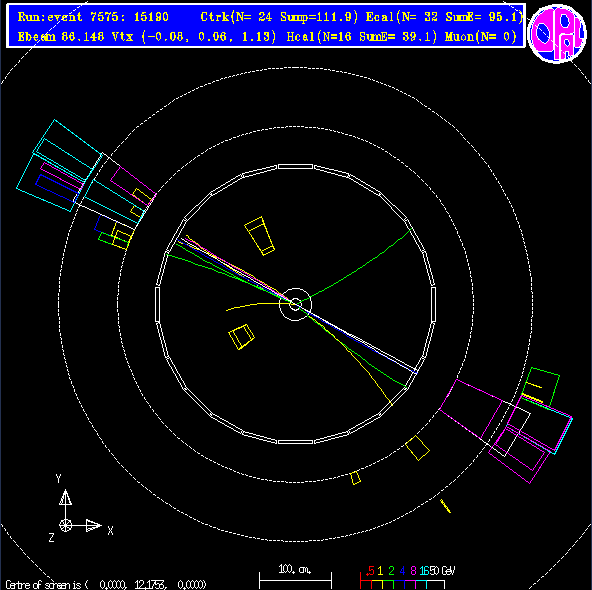 Run:event 7575: 15190 Ctrk(N= 24 Sump=111.9) Ecal(N= 32 SumE= 95.1)
Ebeam 86.148 Vtx (-0.08, 0.06, 1.13) Hcal(N=16 SumE= 39.1) Muon(N= 0)
Y
X
Z
100. cm.
.5 1 2 4 8 16 50 GeV
Centre of screen is ( 0.0000, 12.1753, 0.0000)